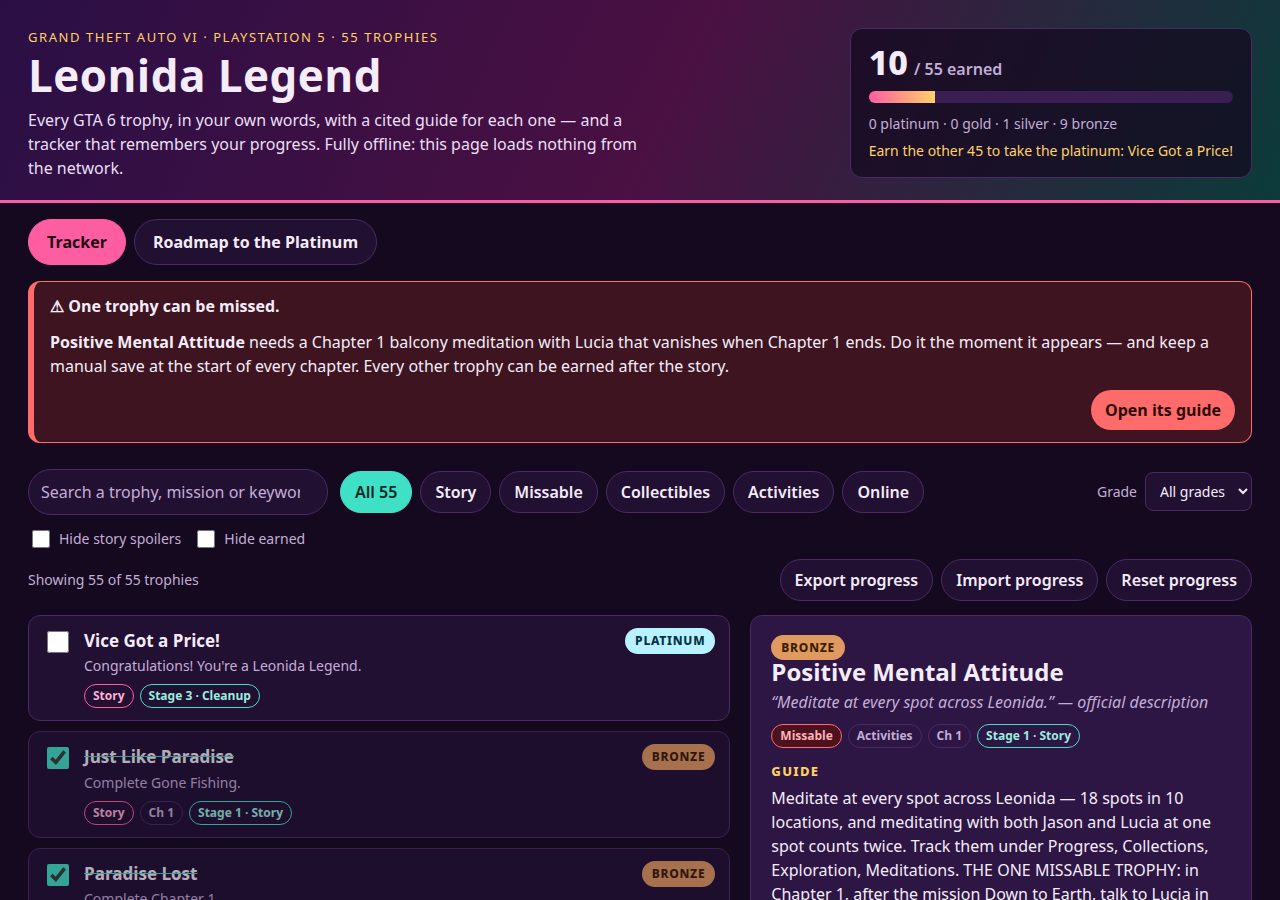 GRAND THEFT AUTO VI · PLAYSTATION 5 · 55 TROPHIES
Leonida Legend
Every GTA 6 trophy, in your own words, with a cited guide for each one — and a
tracker that remembers your progress. Fully offline: this page loads nothing from
the network.
10 / 55 earned
0 platinum · 0 gold · 1 silver · 9 bronze
Earn the other 45 to take the platinum: Vice Got a Price!
Tracker
Roadmap to the Platinum
⚠ One trophy can be missed.
Positive Mental Attitude needs a Chapter 1 balcony meditation with Lucia that vanishes when Chapter 1 ends. Do it the moment it appears — and keep a
manual save at the start of every chapter. Every other trophy can be earned after the story.
Open its guide
Search a trophy, mission or keywor
All 55
Story
Missable
Collectibles
Activities
Online
Grade
All grades
Hide story spoilers
Hide earned
Showing 55 of 55 trophies
Export progress
Import progress
Reset progress
Vice Got a Price!
PLATINUM
Congratulations! You're a Leonida Legend.
Story
Stage 3 · Cleanup
Just Like Paradise
BRONZE
Complete Gone Fishing.
Story
Ch 1
Stage 1 · Story
Paradise Lost
BRONZE
Complete Chapter 1.
BRONZE
Positive Mental Attitude
“Meditate at every spot across Leonida.” — official description
Missable
Activities
Ch 1
Stage 1 · Story
GUIDE
Meditate at every spot across Leonida — 18 spots in 10
locations, and meditating with both Jason and Lucia at one
spot counts twice. Track them under Progress, Collections,
Exploration, Meditations. THE ONE MISSABLE TROPHY: in
Chapter 1, after the mission Down to Earth, talk to Lucia in